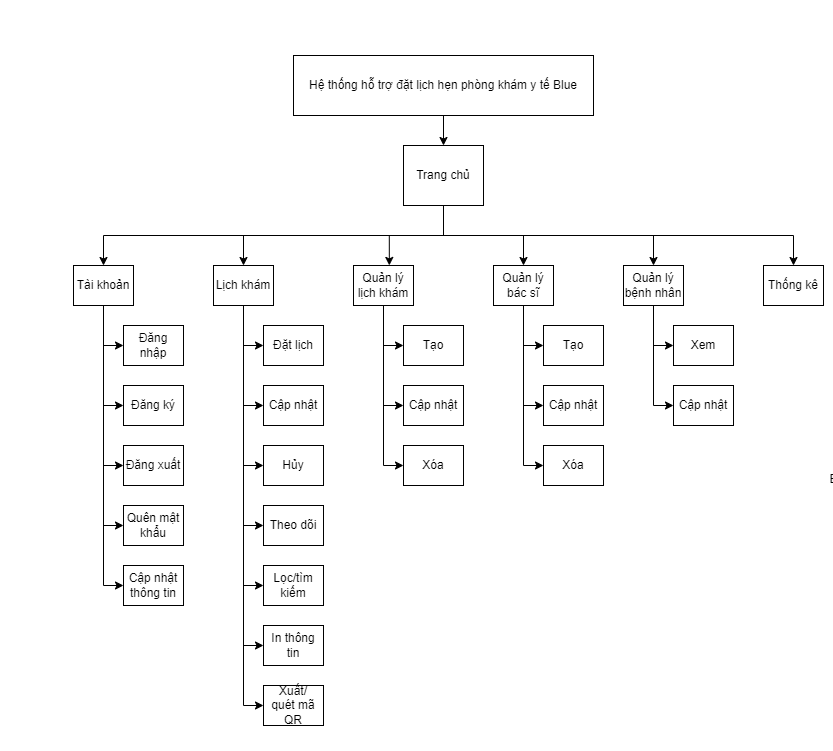 Hệ thống hỗ trợ đặt lịch hẹn phòng khám y tế Blue
Trang chủ
Tài khoản
Lịch khám
Quản lý
lịch khám
Quản lý
bác sĩ
Quản lý
bệnh nhân
Thống kê
Đăng
nhập
Đăng ký
Đăng xuất
Quên mật
khẩu
Cập nhật
thông tin
Đặt lịch
Cập nhật
Hủy
Theo dõi
Lọc/tìm
kiếm
In thông
tin
Xuất/
quét mã
QR
Tạo
Cập nhật
Xóa
Tạo
Cập nhật
Xóa
Xem
Cập nhật